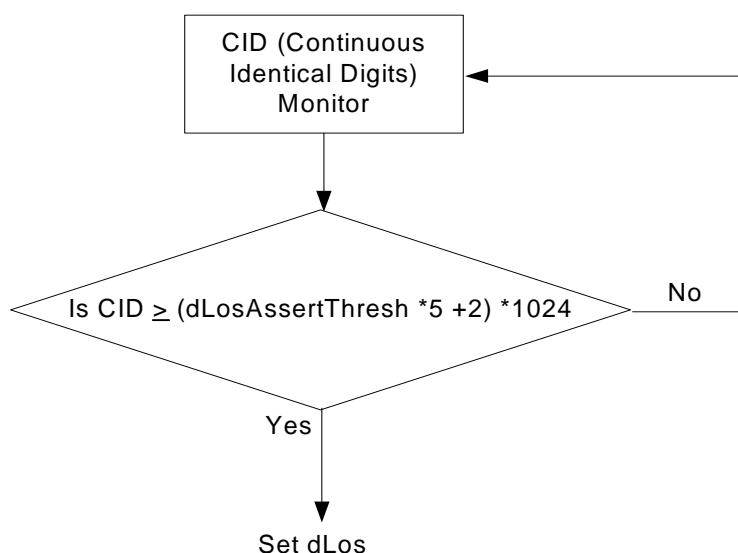 CID (Continuous
Identical Digits)
Monitor
Is CID ≥ (dLosAssertThresh *5 +2) *1024
No
Yes
Set dLos